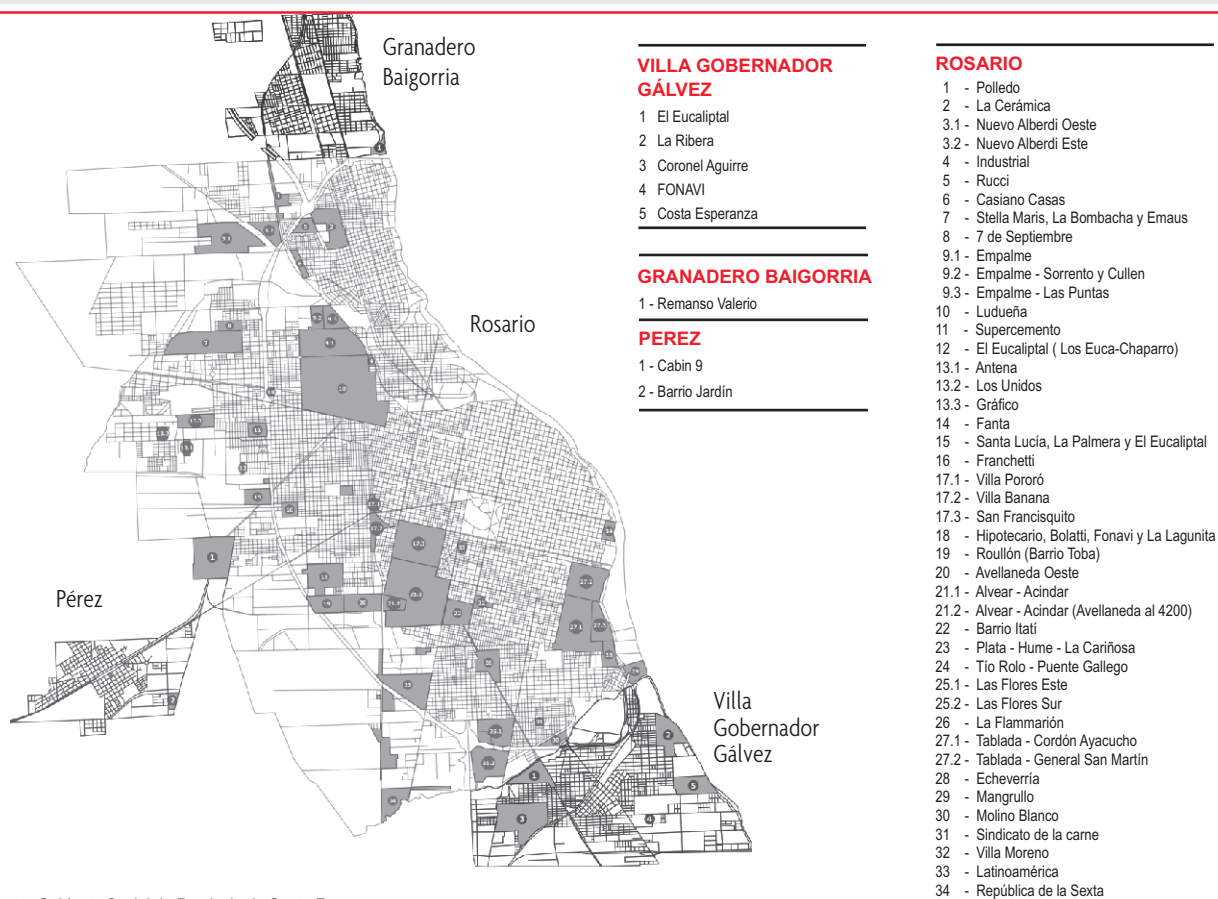 Granadero
Baigorria
Rosario
Pérez
Villa
Gobernador
Gálvez
VILLA GOBERNADOR
GÁLVEZ
1 El Eucaliptal
2 La Ribera
3 Coronel Aguirre
4 FONAVI
5 Costa Esperanza
GRANADERO BAIGORRIA
1 - Remanso Valerio
PEREZ
1 - Cabin 9
2 - Barrio Jardín
ROSARIO
1 - Polledo
2 - La Cerámica
3.1 - Nuevo Alberdi Oeste
3.2 - Nuevo Alberdi Este
4 - Industrial
5 - Rucci
6 - Casiano Casas
7 - Stella Maris, La Bombacha y Emaus
8 - 7 de Septiembre
9.1 - Empalme
9.2 - Empalme - Sorrento y Cullen
9.3 - Empalme - Las Puntas
10 - Ludueña
11 - Supercemento
12 - El Eucaliptal ( Los Euca-Chaparro)
13.1 - Antena
13.2 - Los Unidos
13.3 - Gráfico
14 - Fanta
15 - Santa Lucía, La Palmera y El Eucaliptal
16 - Franchetti
17.1 - Villa Pororó
17.2 - Villa Banana
17.3 - San Francisquito
18 - Hipotecario, Bolatti, Fonavi y La Lagunita
19 - Roullón (Barrio Toba)
20 - Avellaneda Oeste
21.1 - Alvear - Acindar
21.2 - Alvear - Acindar (Avellaneda al 4200)
22 - Barrio Itatí
23 - Plata - Hume - La Cariñosa
24 - Tío Rolo - Puente Gallego
25.1 - Las Flores Este
25.2 - Las Flores Sur
26 - La Flammarión
27.1 - Tablada - Cordón Ayacucho
27.2 - Tablada - General San Martín
28 - Echeverría
29 - Mangrullo
30 - Molino Blanco
31 - Sindicato de la carne
32 - Villa Moreno
33 - Latinoamérica
34 - República de la Sexta